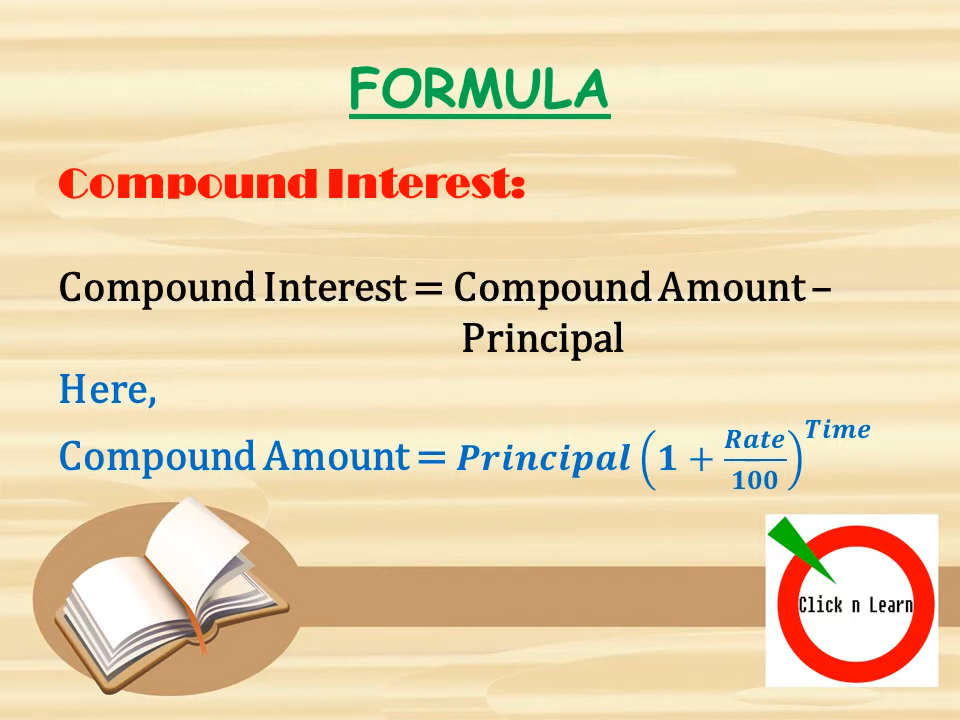 FORMULA
Compound Interest:
Compound Interest = Compound Amount –
Principal
Here,
Compound Amount = Principal (1 + Rate/100)^Time
Click n Learn